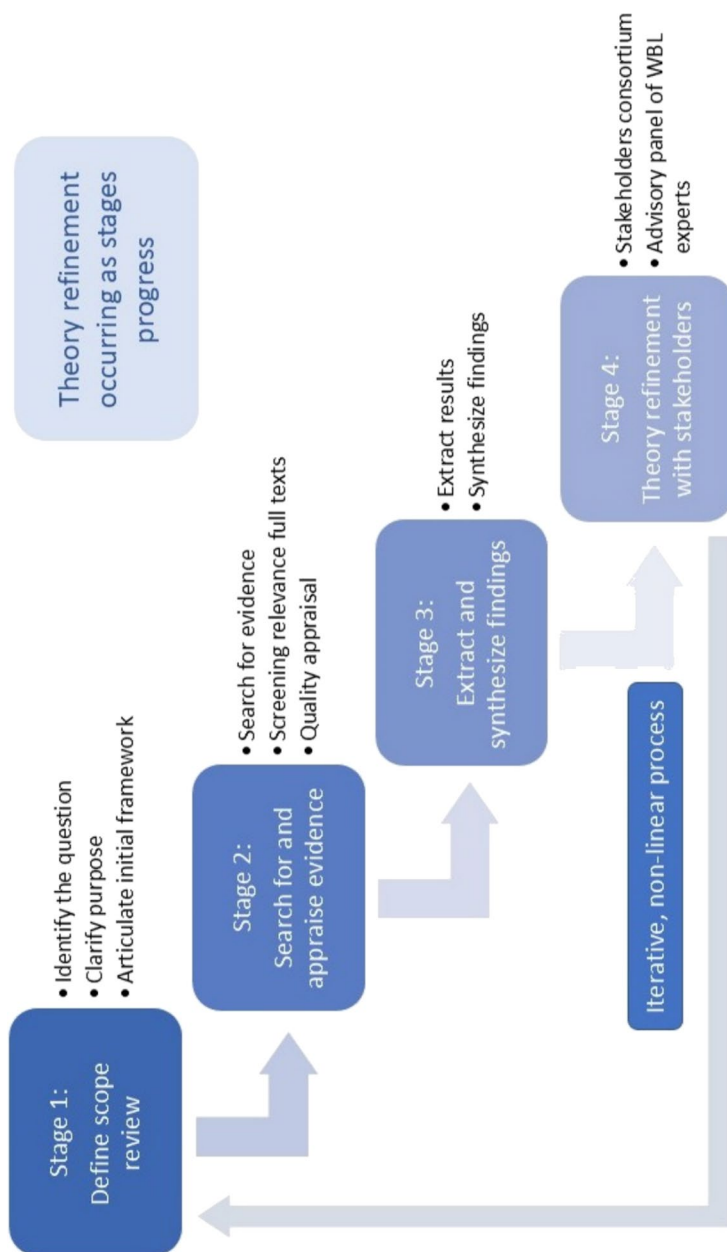 Stage 1:
Define scope
review
• Identify the question
• Clarify purpose
• Articulate initial framework
Theory refinement
occurring as stages
progress
Stage 2:
Search for and
appraise evidence
• Search for evidence
• Screening relevance full texts
• Quality appraisal
Stage 3:
Extract and
synthesize findings
• Extract results
• Synthesize findings
Stage 4:
Theory refinement
with stakeholders
• Stakeholders consortium
• Advisory panel of WBL
experts
Iterative, non-linear process